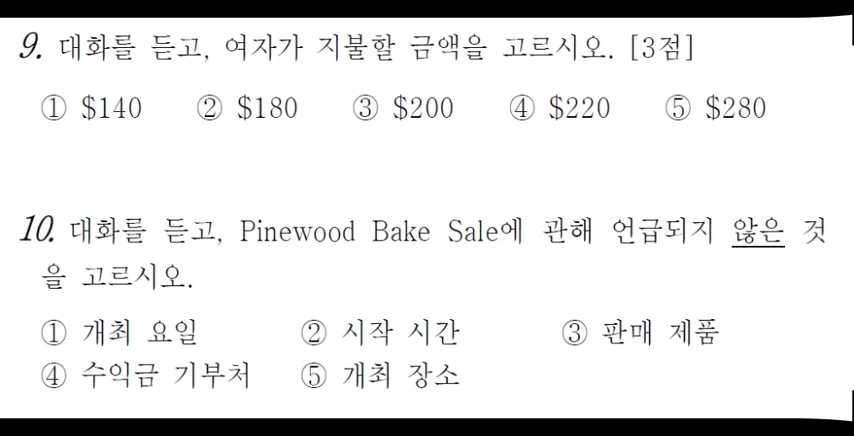 9. 대화를 듣고, 여자가 지불할 금액을 고르시오. [3점]
① $140 ② $180 ③ $200 ④ $220 ⑤ $280
10. 대화를 듣고, Pinewood Bake Sale에 관해 언급되지 않은 것
을 고르시오.
① 개최 요일 ② 시작 시간 ③ 판매 제품
④ 수익금 기부처 ⑤ 개최 장소